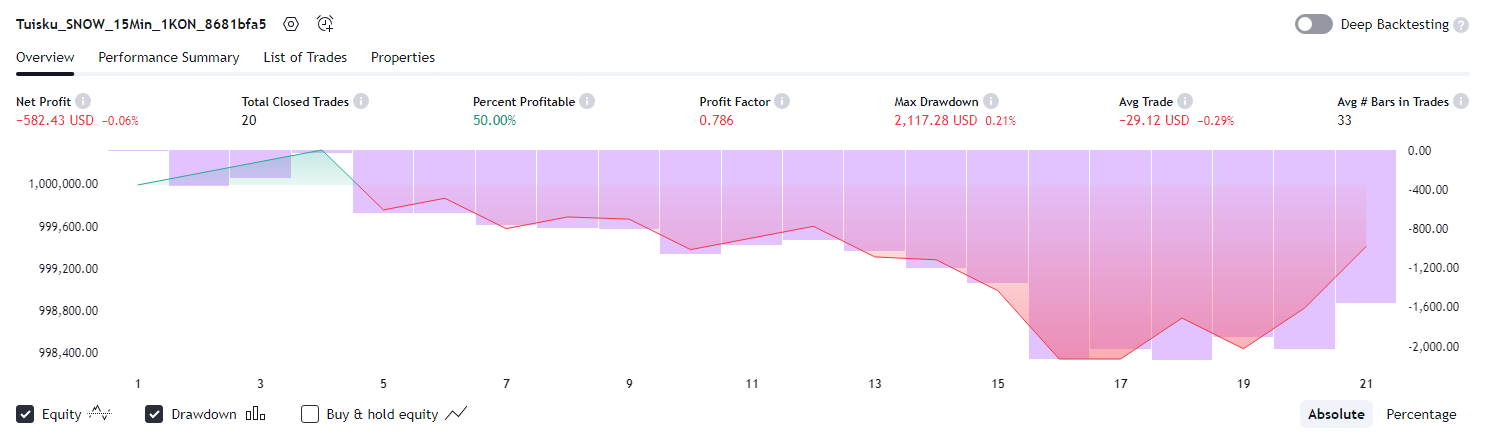 Tuisku_SNOW_15Min_1KON_8681bfa5
Deep Backtesting ?
Overview Performance Summary List of Trades Properties
Net Profit Total Closed Trades Percent Profitable Profit Factor Max Drawdown Avg Trade Avg # Bars in Trades
−582.43 USD −0.06% 20 50.00% 0.786 2,117.28 USD 0.21% −29.12 USD −0.29% 33
0.00
1,000,000.00
-400.00
999,600.00
-800.00
999,200.00
-1,200.00
998,800.00
-1,600.00
998,400.00
-2,000.00
1 3 5 7 9 11 13 15 17 19 21
Equity Drawdown Buy & hold equity Absolute Percentage